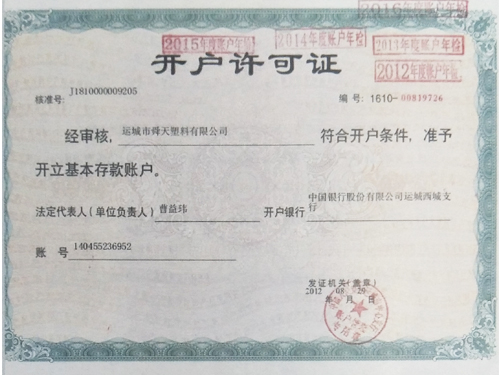 2016年度账户年检
2015年度账户年检
2014年度账户年检
2013年度账户年检
2012年度账户年检
开户许可证
核准号: J1810000009205
编号: 1610-00819726
经审核, 运城市舜天塑料有限公司 符合开户条件, 准予
开立基本存款账户。
法定代表人(单位负责人) 曹益玮 开户银行 中国银行股份有限公司运城西城支
行
账号 140455236952
发证机关(盖章)
2012 08 29
年 月 日